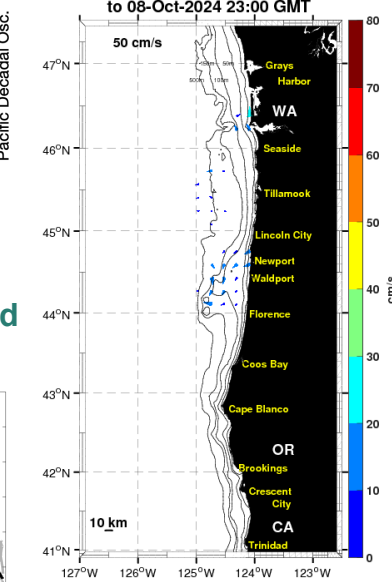 to 08-Oct-2024 23:00 GMT
Pacific Decadal Osc.
50 cm/s
80
47°N
Grays
Harbor
500m
70
WA
46°N
Seaside
60
Tillamook
45°N
Lincoln City
50
Newport
Waldport
40
cm/s
d
44°N
Florence
30
Coos Bay
43°N
Cape Blanco
20
OR
42°N
Brookings
Crescent
City
10
10 km
CA
41°N
Trinidad
0
127°W
126°W
125°W
124°W
123°W